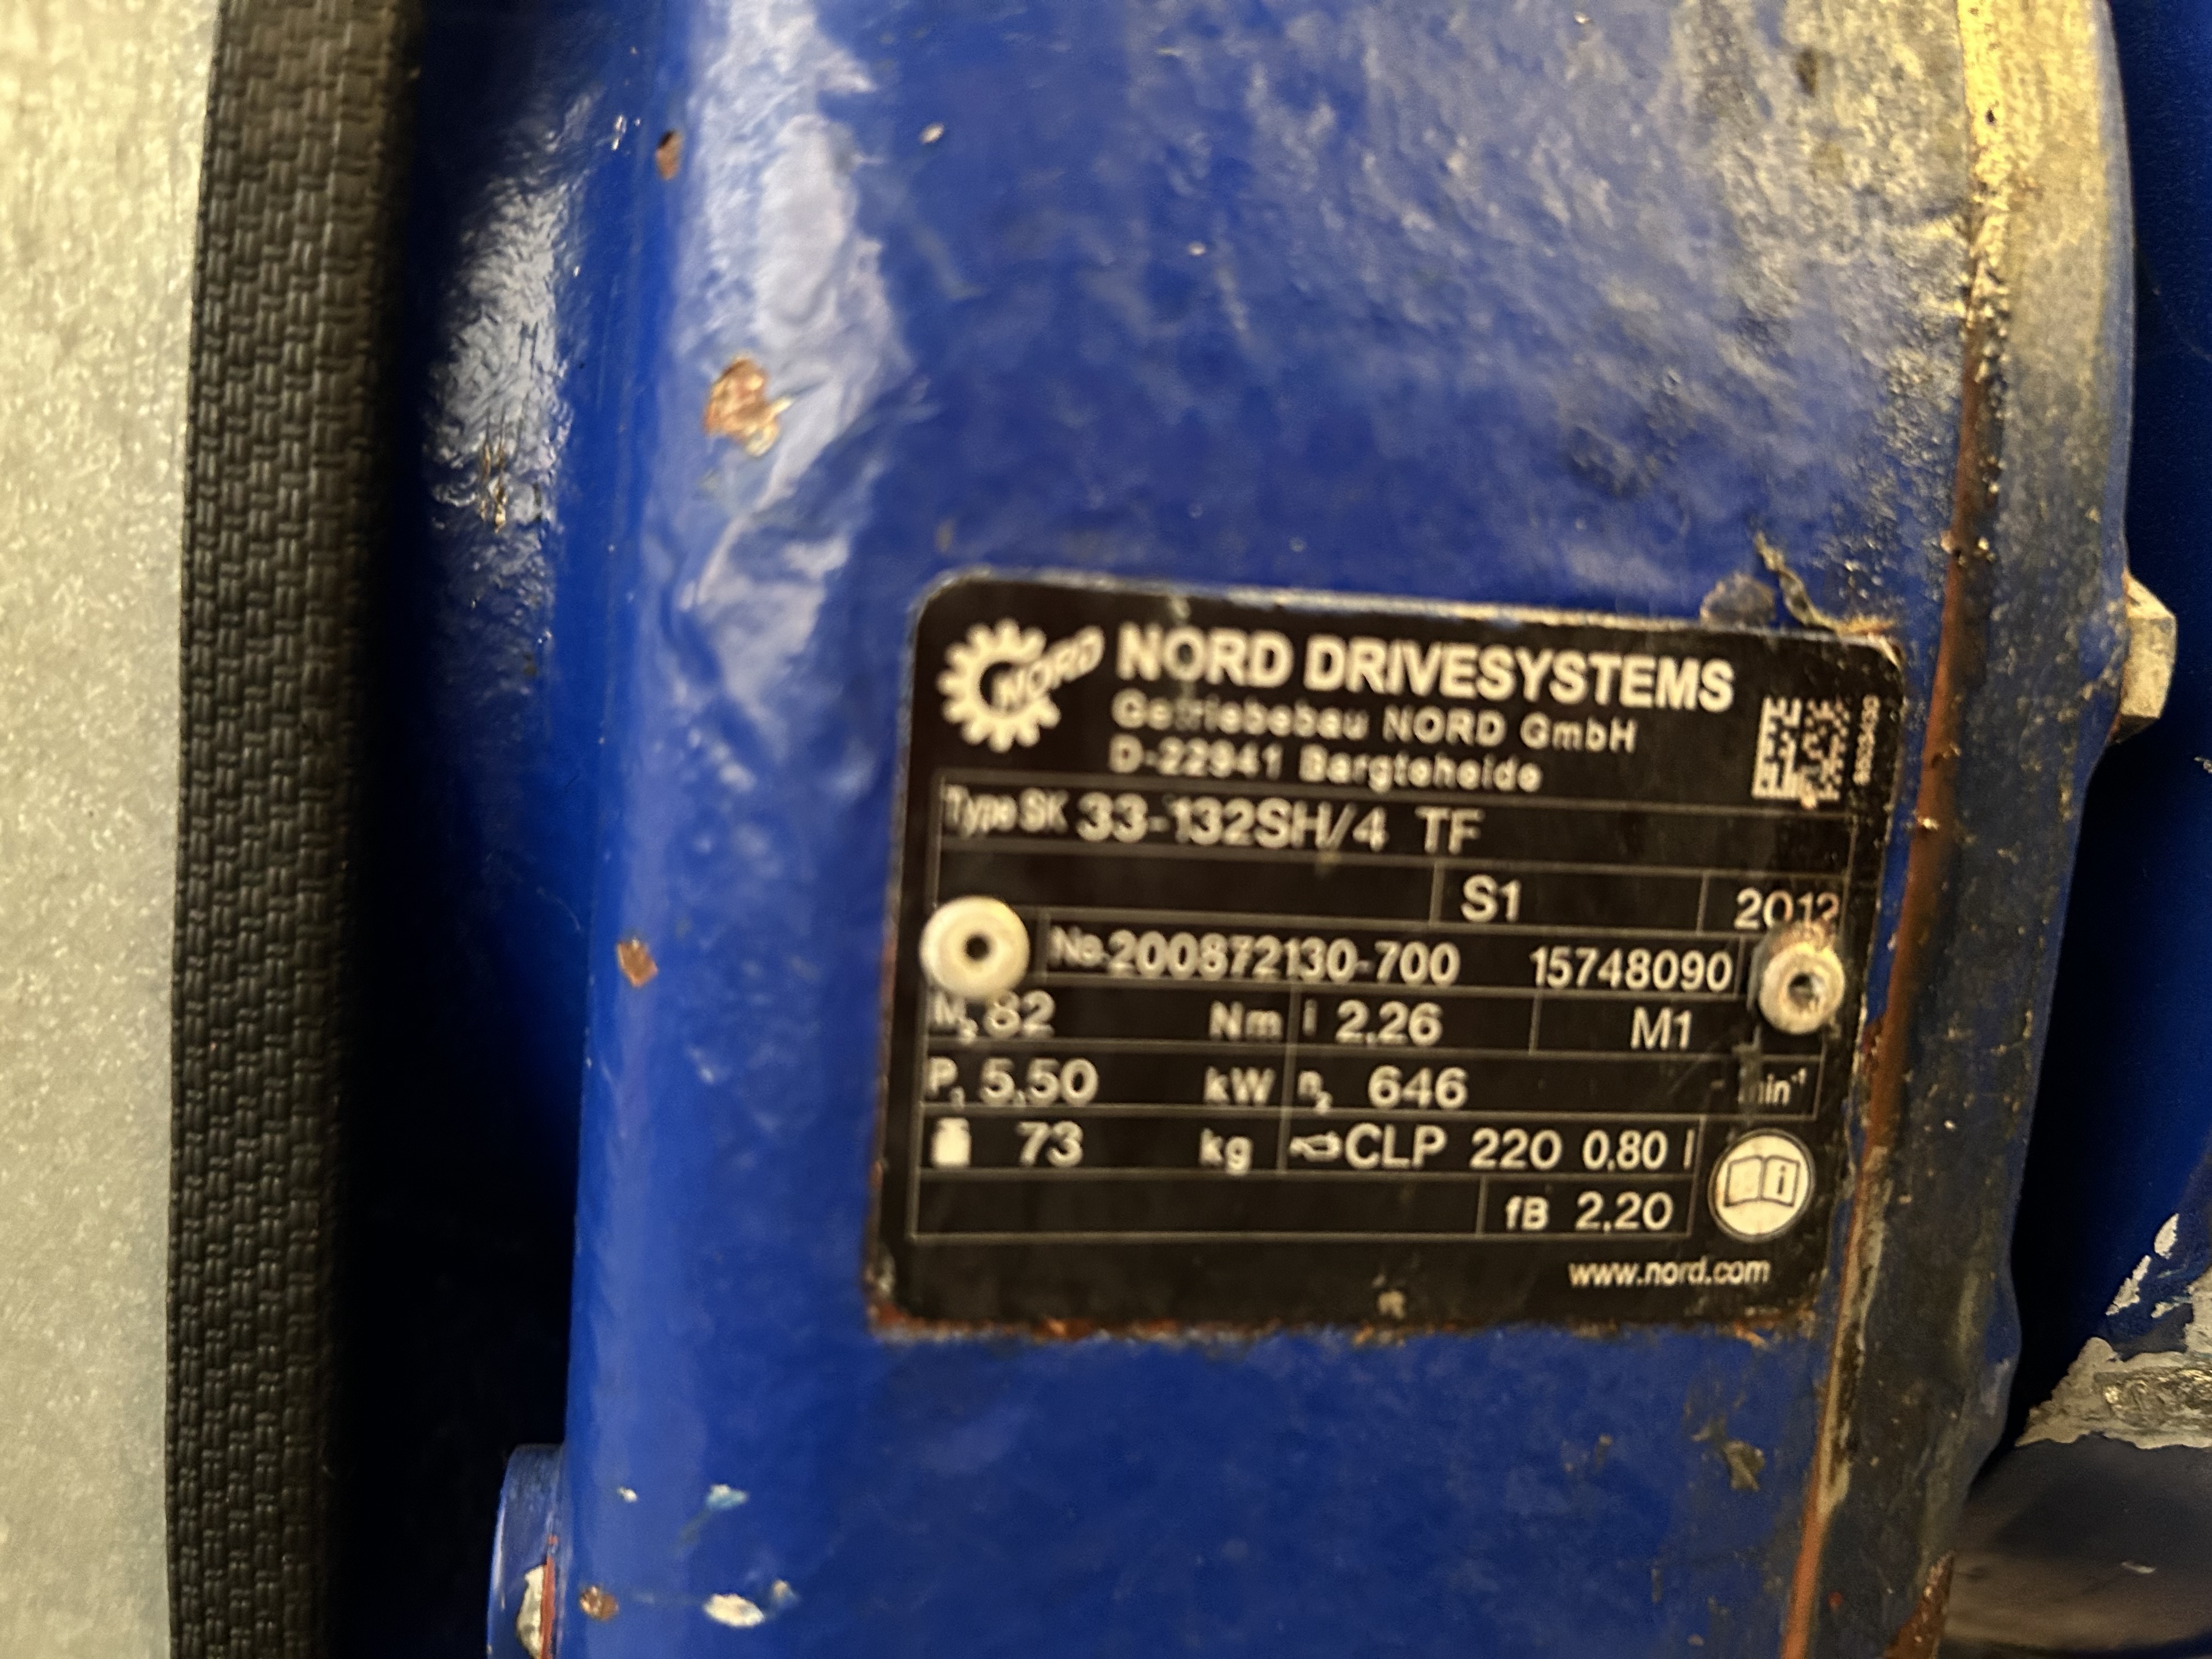 NORD DRIVESYSTEMS
NORD
Getriebebau NORD GmbH
D-22941 Bargteheide
Type SK 33-132SH/4 TF
S1 2012
No. 200872130-700 15748090
M₂ 82 Nm i 2,26 M1
P₁ 5,50 kW n₂ 646 min⁻¹
73 kg CLP 220 0,80 l
fB 2,20
www.nord.com